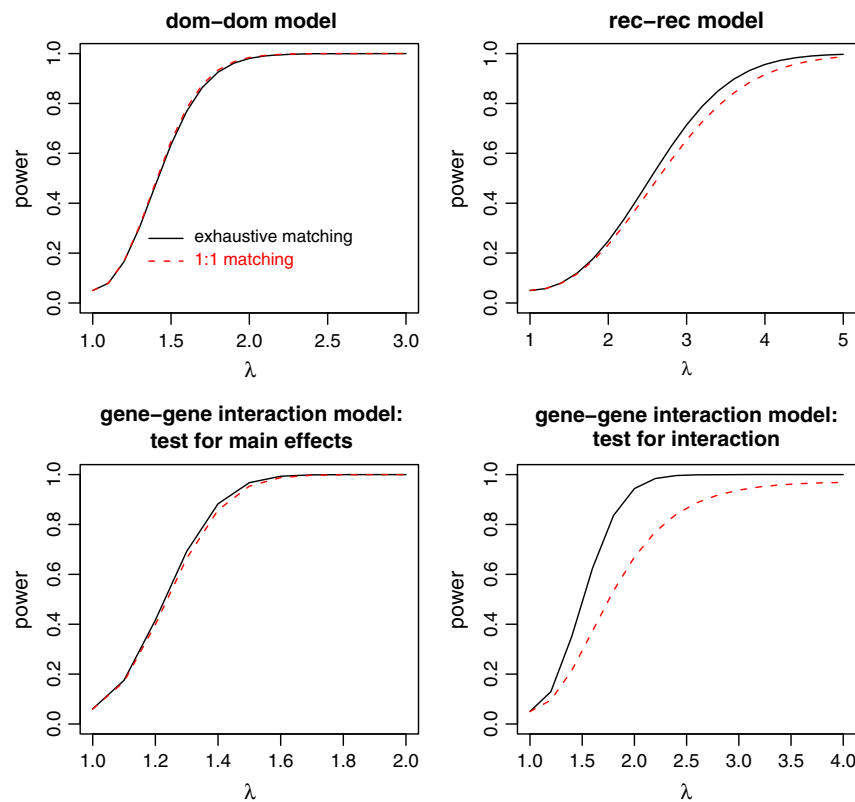 dom−dom model
power
0.0 0.2 0.4 0.6 0.8 1.0
exhaustive matching
1:1 matching
1.0 1.5 2.0 2.5 3.0
λ
rec−rec model
power
0.0 0.2 0.4 0.6 0.8 1.0
1 2 3 4 5
λ
gene−gene interaction model:
test for main effects
power
0.0 0.2 0.4 0.6 0.8 1.0
1.0 1.2 1.4 1.6 1.8 2.0
λ
gene−gene interaction model:
test for interaction
power
0.0 0.2 0.4 0.6 0.8 1.0
1.0 1.5 2.0 2.5 3.0 3.5 4.0
λ